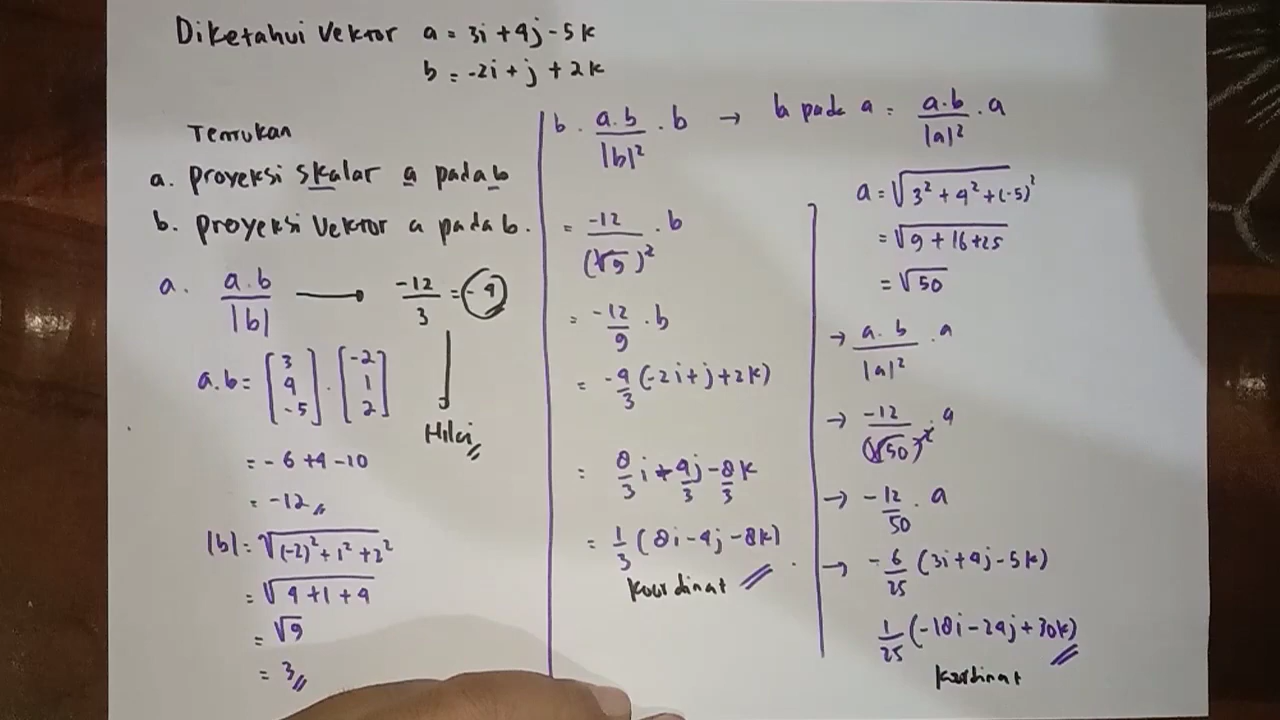 Diketahui Vektor a = 3i + 4j - 5k
b = -2i + j + 2k
Temukan
a. proyeksi skalar a pada b
b. proyeksi Vektor a pada b.
a. a.b / |b| → -12/3 = -4
Nilai
a.b = [3 4 -5] . [-2 1 2]
= -6 + 4 - 10
= -12
|b| = √(-2)² + 1² + 2²
= √4 + 1 + 4
= √9
= 3
b. a.b / |b|² . b → b pada a = a.b / |a|² . a
= -12 / (√9)² . b
= -12/9 . b
= -4/3 (-2i + j + 2k)
= 8/3 i - 4j/3 - 8k/3
= 1/3 (8i - 4j - 8k)
koordinat
a = √3² + 4² + (-5)²
= √9 + 16 + 25
= √50
→ a.b / |a|² . a
→ -12 / (√50)² . a
→ -12/50 . a
→ -6/25 (3i + 4j - 5k)
1/25 (-18i - 24j + 30k)
koordinat